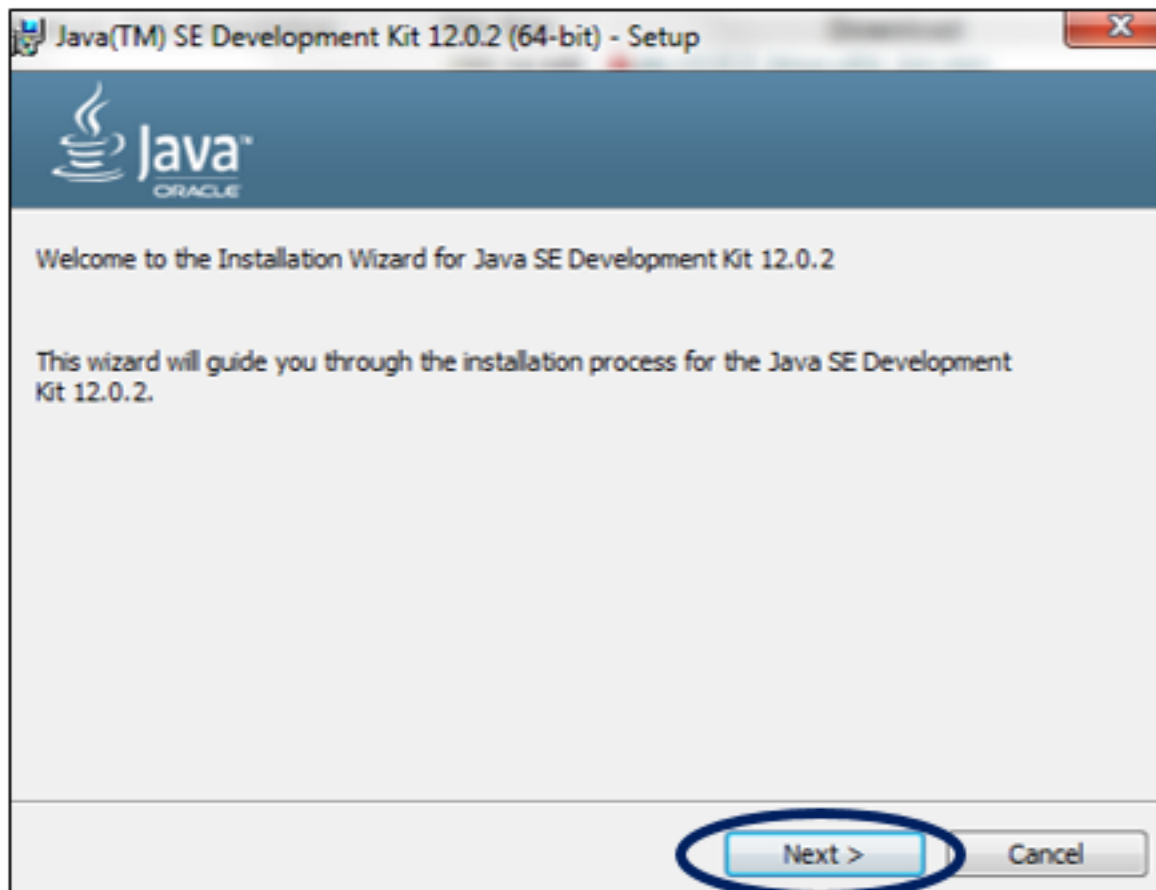 Java(TM) SE Development Kit 12.0.2 (64-bit) - Setup
Java™
ORACLE
Welcome to the Installation Wizard for Java SE Development Kit 12.0.2
This wizard will guide you through the installation process for the Java SE Development
Kit 12.0.2.
Next >
Cancel